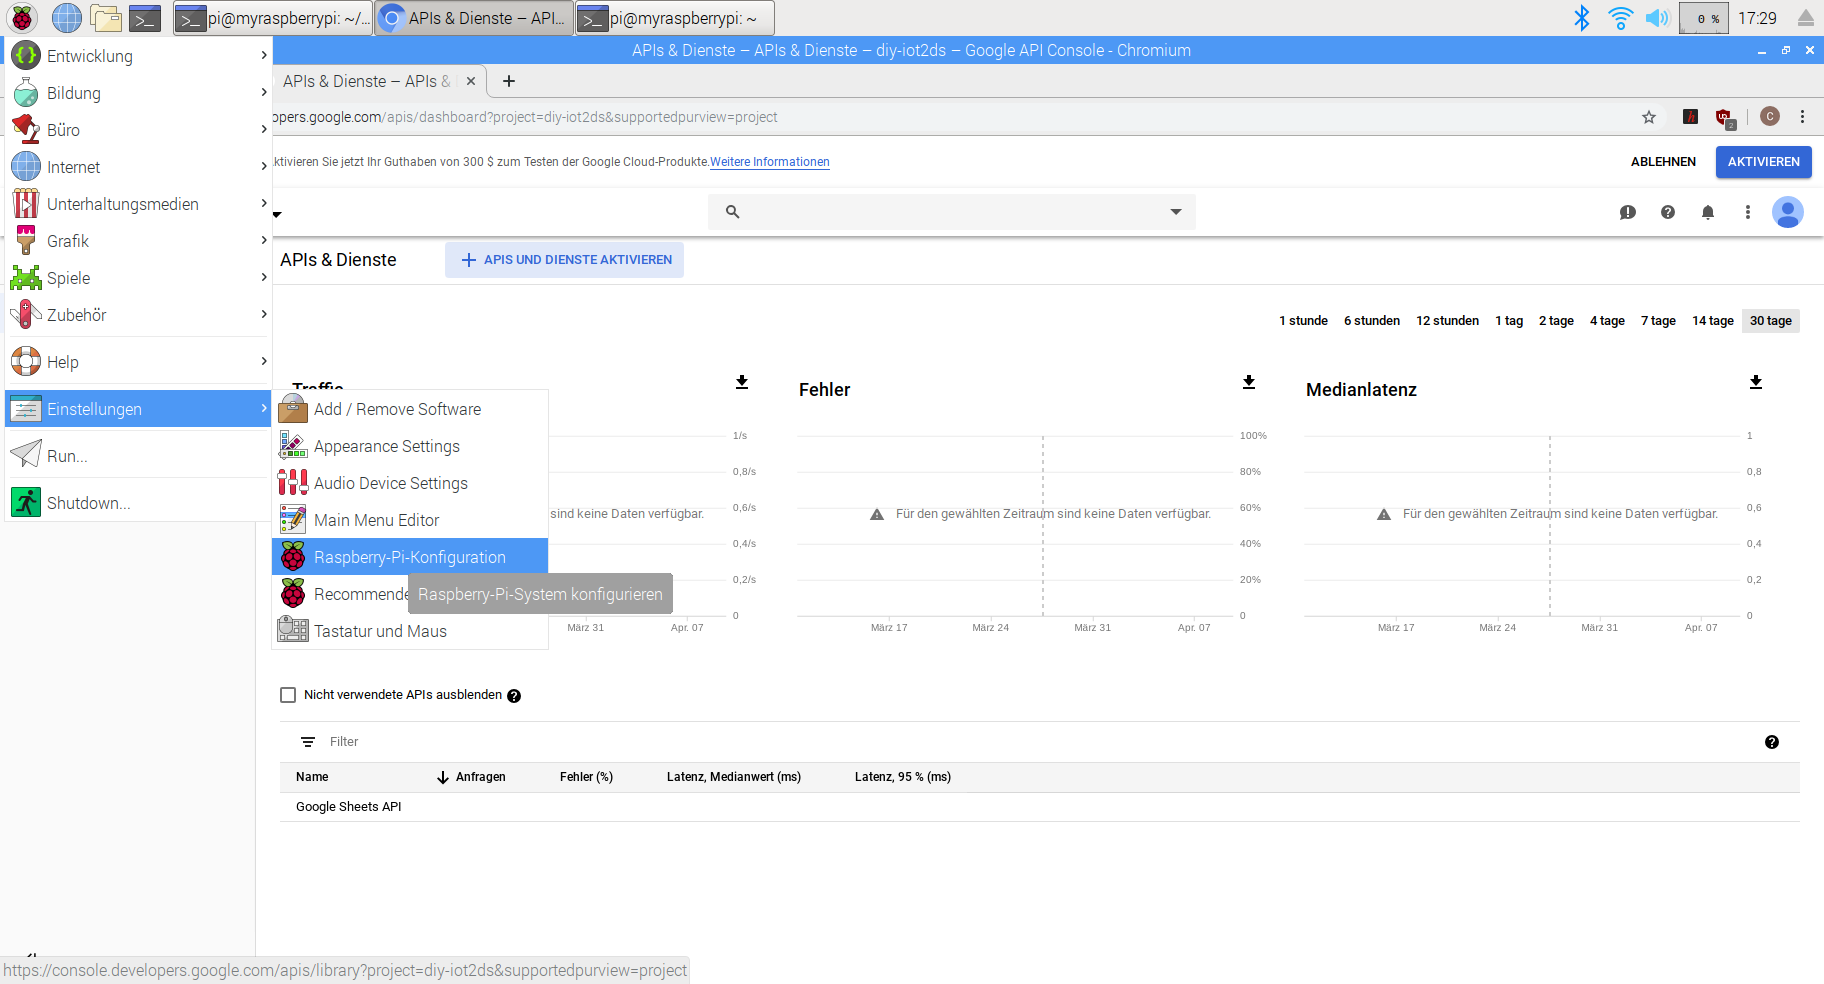 pi@myraspberrypi: ~/...
APIs & Dienste – API...
pi@myraspberrypi: ~
0 %
17:29
APIs & Dienste – APIs & Dienste – diy-iot2ds – Google API Console - Chromium
APIs & Dienste – APIs &
opers.google.com/apis/dashboard?project=diy-iot2ds&supportedpurview=project
2
C
ktivieren Sie jetzt Ihr Guthaben von 300 $ zum Testen der Google Cloud-Produkte. Weitere Informationen
ABLEHNEN
AKTIVIEREN
APIs & Dienste
APIS UND DIENSTE AKTIVIEREN
Entwicklung
Bildung
Büro
Internet
Unterhaltungsmedien
Grafik
Spiele
Zubehör
Help
Einstellungen
Run...
Shutdown...
Add / Remove Software
Appearance Settings
Audio Device Settings
Main Menu Editor
Raspberry-Pi-Konfiguration
Recommende
Raspberry-Pi-System konfigurieren
Tastatur und Maus
1 stunde 6 stunden 12 stunden 1 tag 2 tage 4 tage 7 tage 14 tage 30 tage
Traffic
1/s
0,8/s
0,6/s
0,4/s
0,2/s
0
sind keine Daten verfügbar.
März 31 Apr. 07
Fehler
100%
80%
60%
40%
20%
0
Für den gewählten Zeitraum sind keine Daten verfügbar.
März 17 März 24 März 31 Apr. 07
Medianlatenz
1
0,8
0,6
0,4
0,2
0
Für den gewählten Zeitraum sind keine Daten verfügbar.
März 17 März 24 März 31 Apr. 07
Nicht verwendete APIs ausblenden
Filter
Name Anfragen Fehler (%) Latenz, Medianwert (ms) Latenz, 95 % (ms)
Google Sheets API
https://console.developers.google.com/apis/library?project=diy-iot2ds&supportedpurview=project